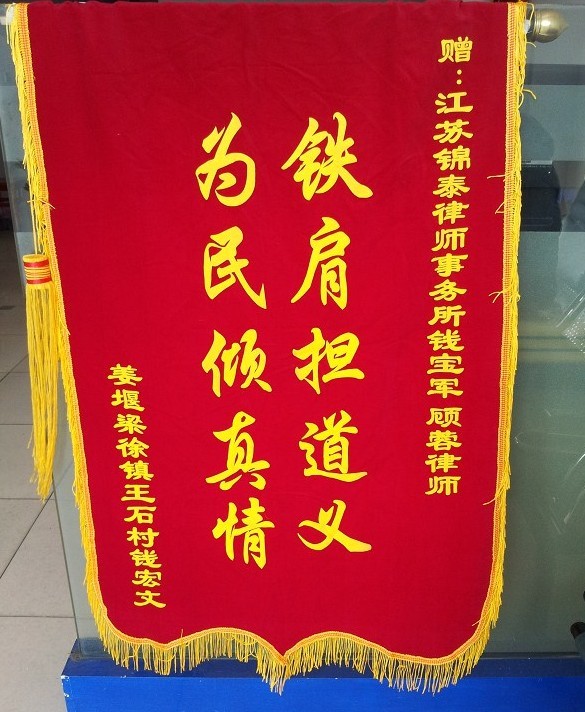 赠：江苏锦泰律师事务所钱宝军 顾蓉律师
铁肩担道义
为民倾真情
姜堰梁徐镇王石村钱宏文